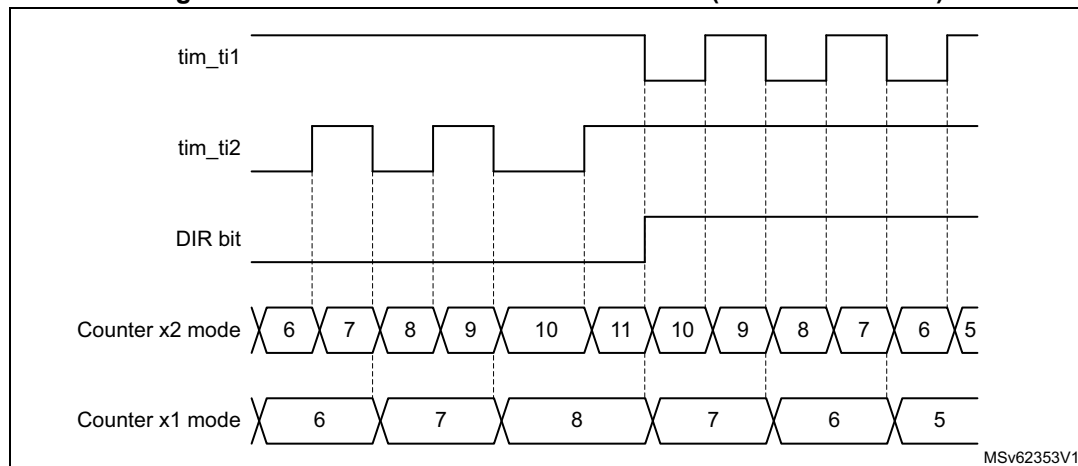 tim_ti1
tim_ti2
DIR bit
Counter x2 mode 6 7 8 9 10 11 10 9 8 7 6 5
Counter x1 mode 6 7 8 7 6 5
MSv62353V1